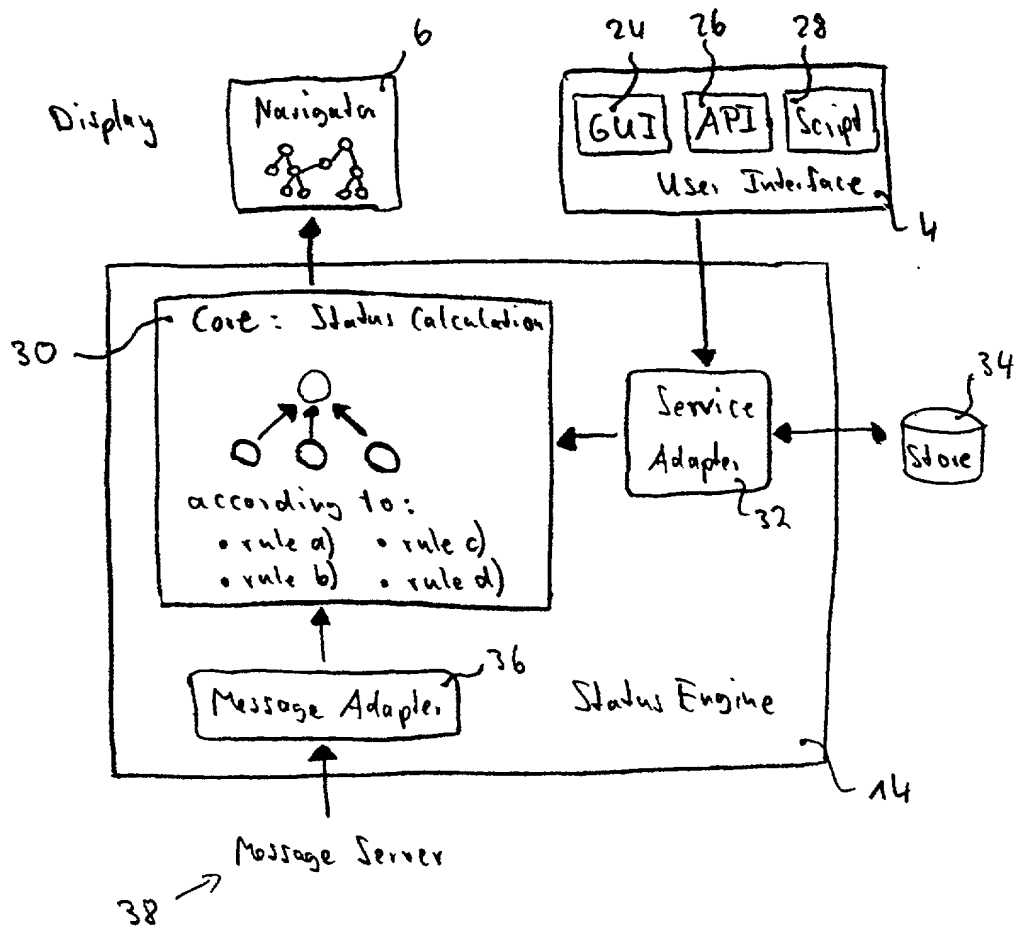 6
24 26 28
Display
Navigator
GUI API Script
User Interface
4
30
Core: Status Calculation
34
Service
Adapter
Store
32
according to:
• rule a) • rule c)
• rule b) • rule d)
36
Message Adapter
Status Engine
14
Message Server
38